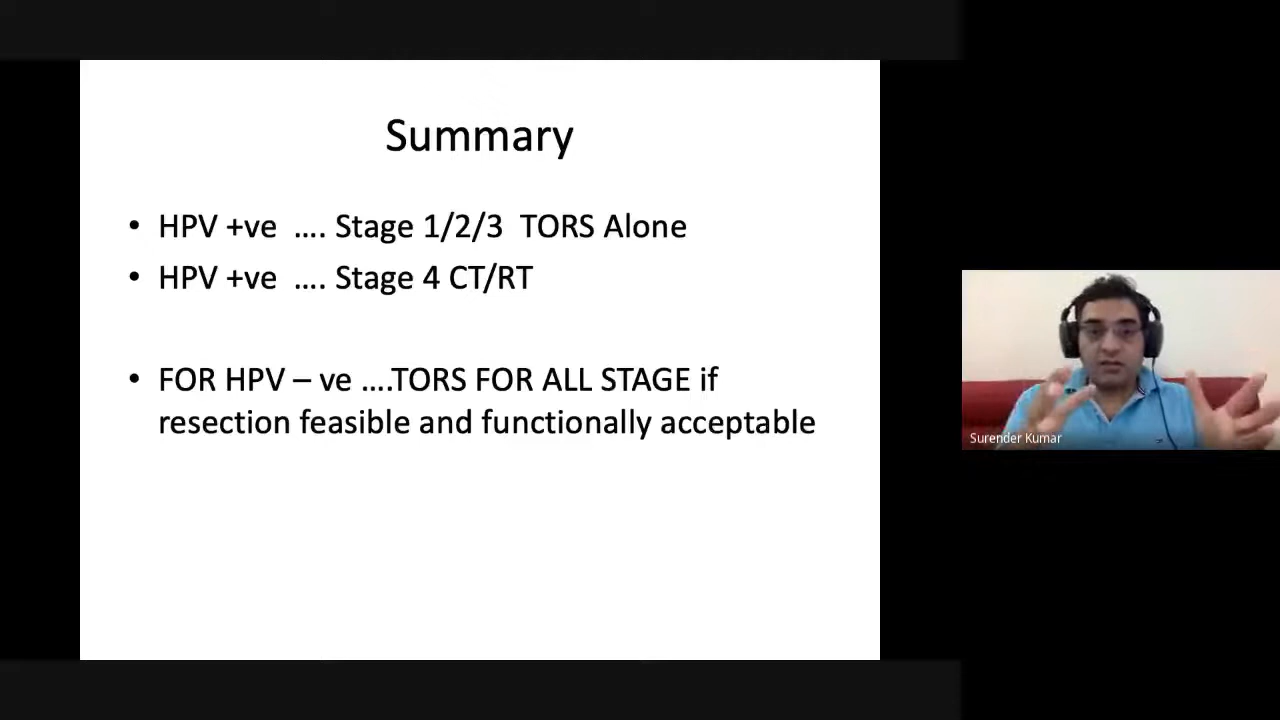 Summary
• HPV +ve …. Stage 1/2/3 TORS Alone
• HPV +ve …. Stage 4 CT/RT
• FOR HPV – ve ….TORS FOR ALL STAGE if
resection feasible and functionally acceptable
Surender Kumar